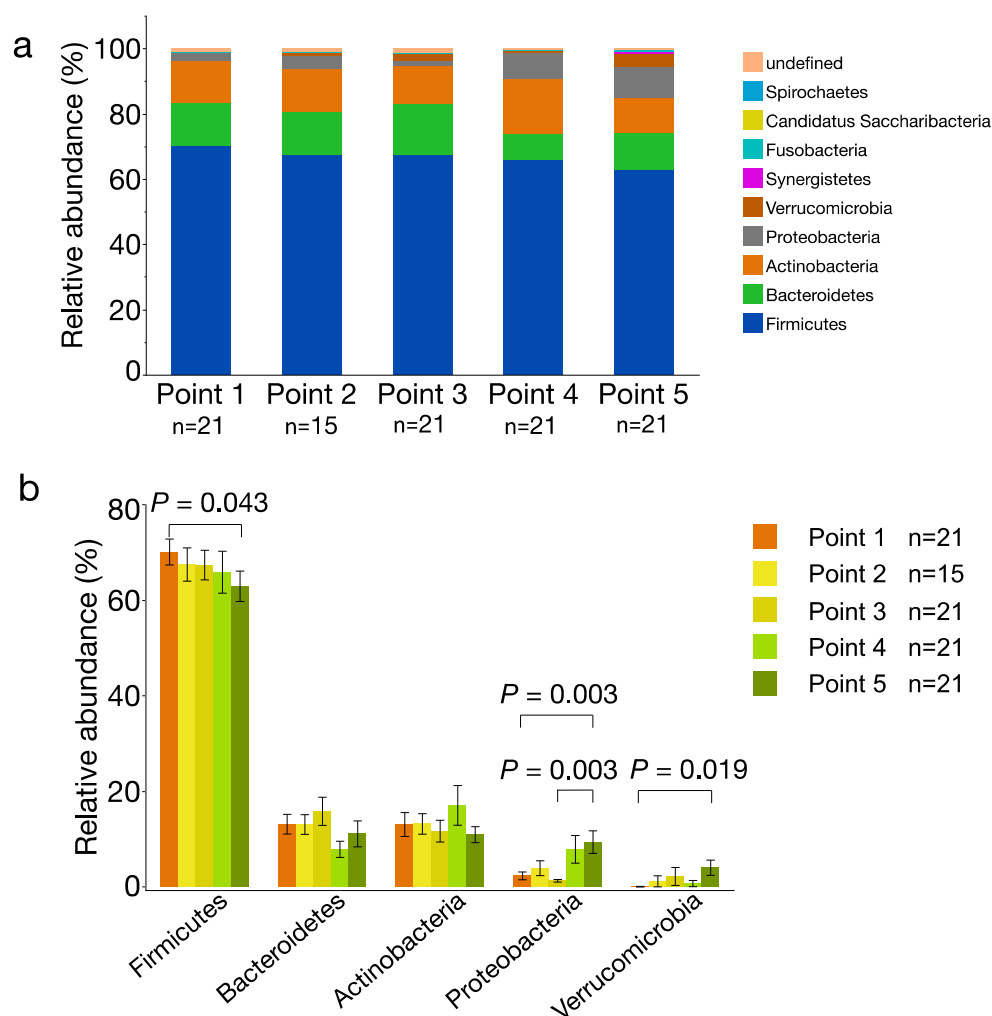 a
Relative abundance (%)
100
80
60
40
20
0
Point 1 Point 2 Point 3 Point 4 Point 5
n=21 n=15 n=21 n=21 n=21
undefined
Spirochaetes
Candidatus Saccharibacteria
Fusobacteria
Synergistetes
Verrucomicrobia
Proteobacteria
Actinobacteria
Bacteroidetes
Firmicutes
b
Relative abundance (%)
80
60
40
20
0
P = 0.043
P = 0.003
P = 0.003 P = 0.019
Firmicutes
Bacteroidetes
Actinobacteria
Proteobacteria
Verrucomicrobia
Point 1 n=21
Point 2 n=15
Point 3 n=21
Point 4 n=21
Point 5 n=21